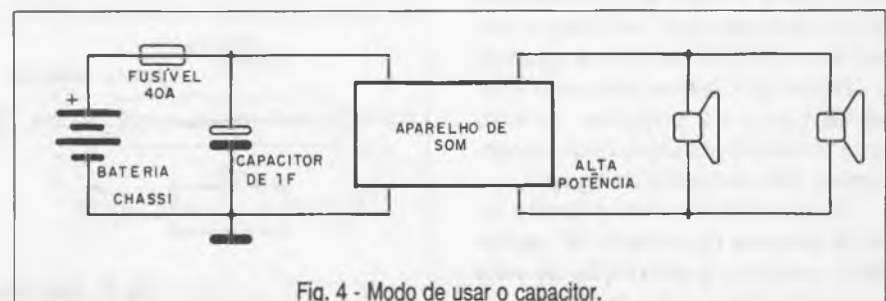 FUSÍVEL
40A
+
BATERIA
CHASSI
CAPACITOR
DE 1F
APARELHO DE
SOM
ALTA
POTÊNCIA
Fig. 4 - Modo de usar o capacitor.